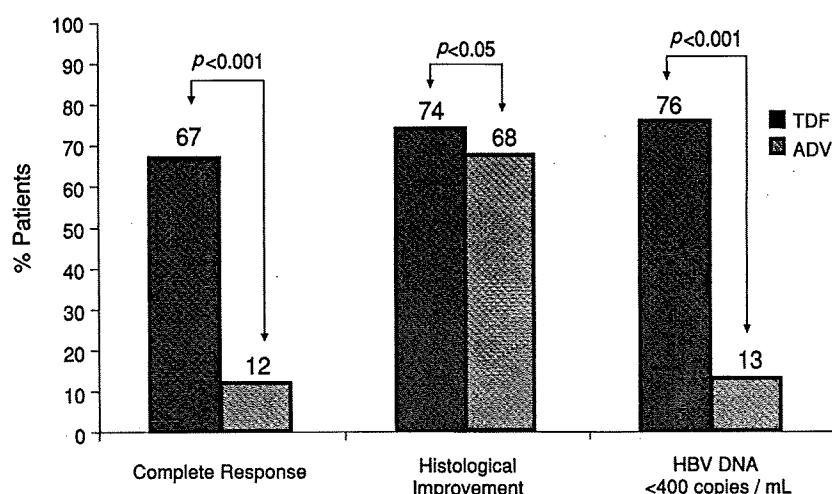 100
90
80
70
60
50
40
30
20
10
0
% Patients
p<0.001
67
12
p<0.05
74
68
p<0.001
76
13
TDF
ADV
Complete Response
Histological
Improvement
HBV DNA
<400 copies / mL